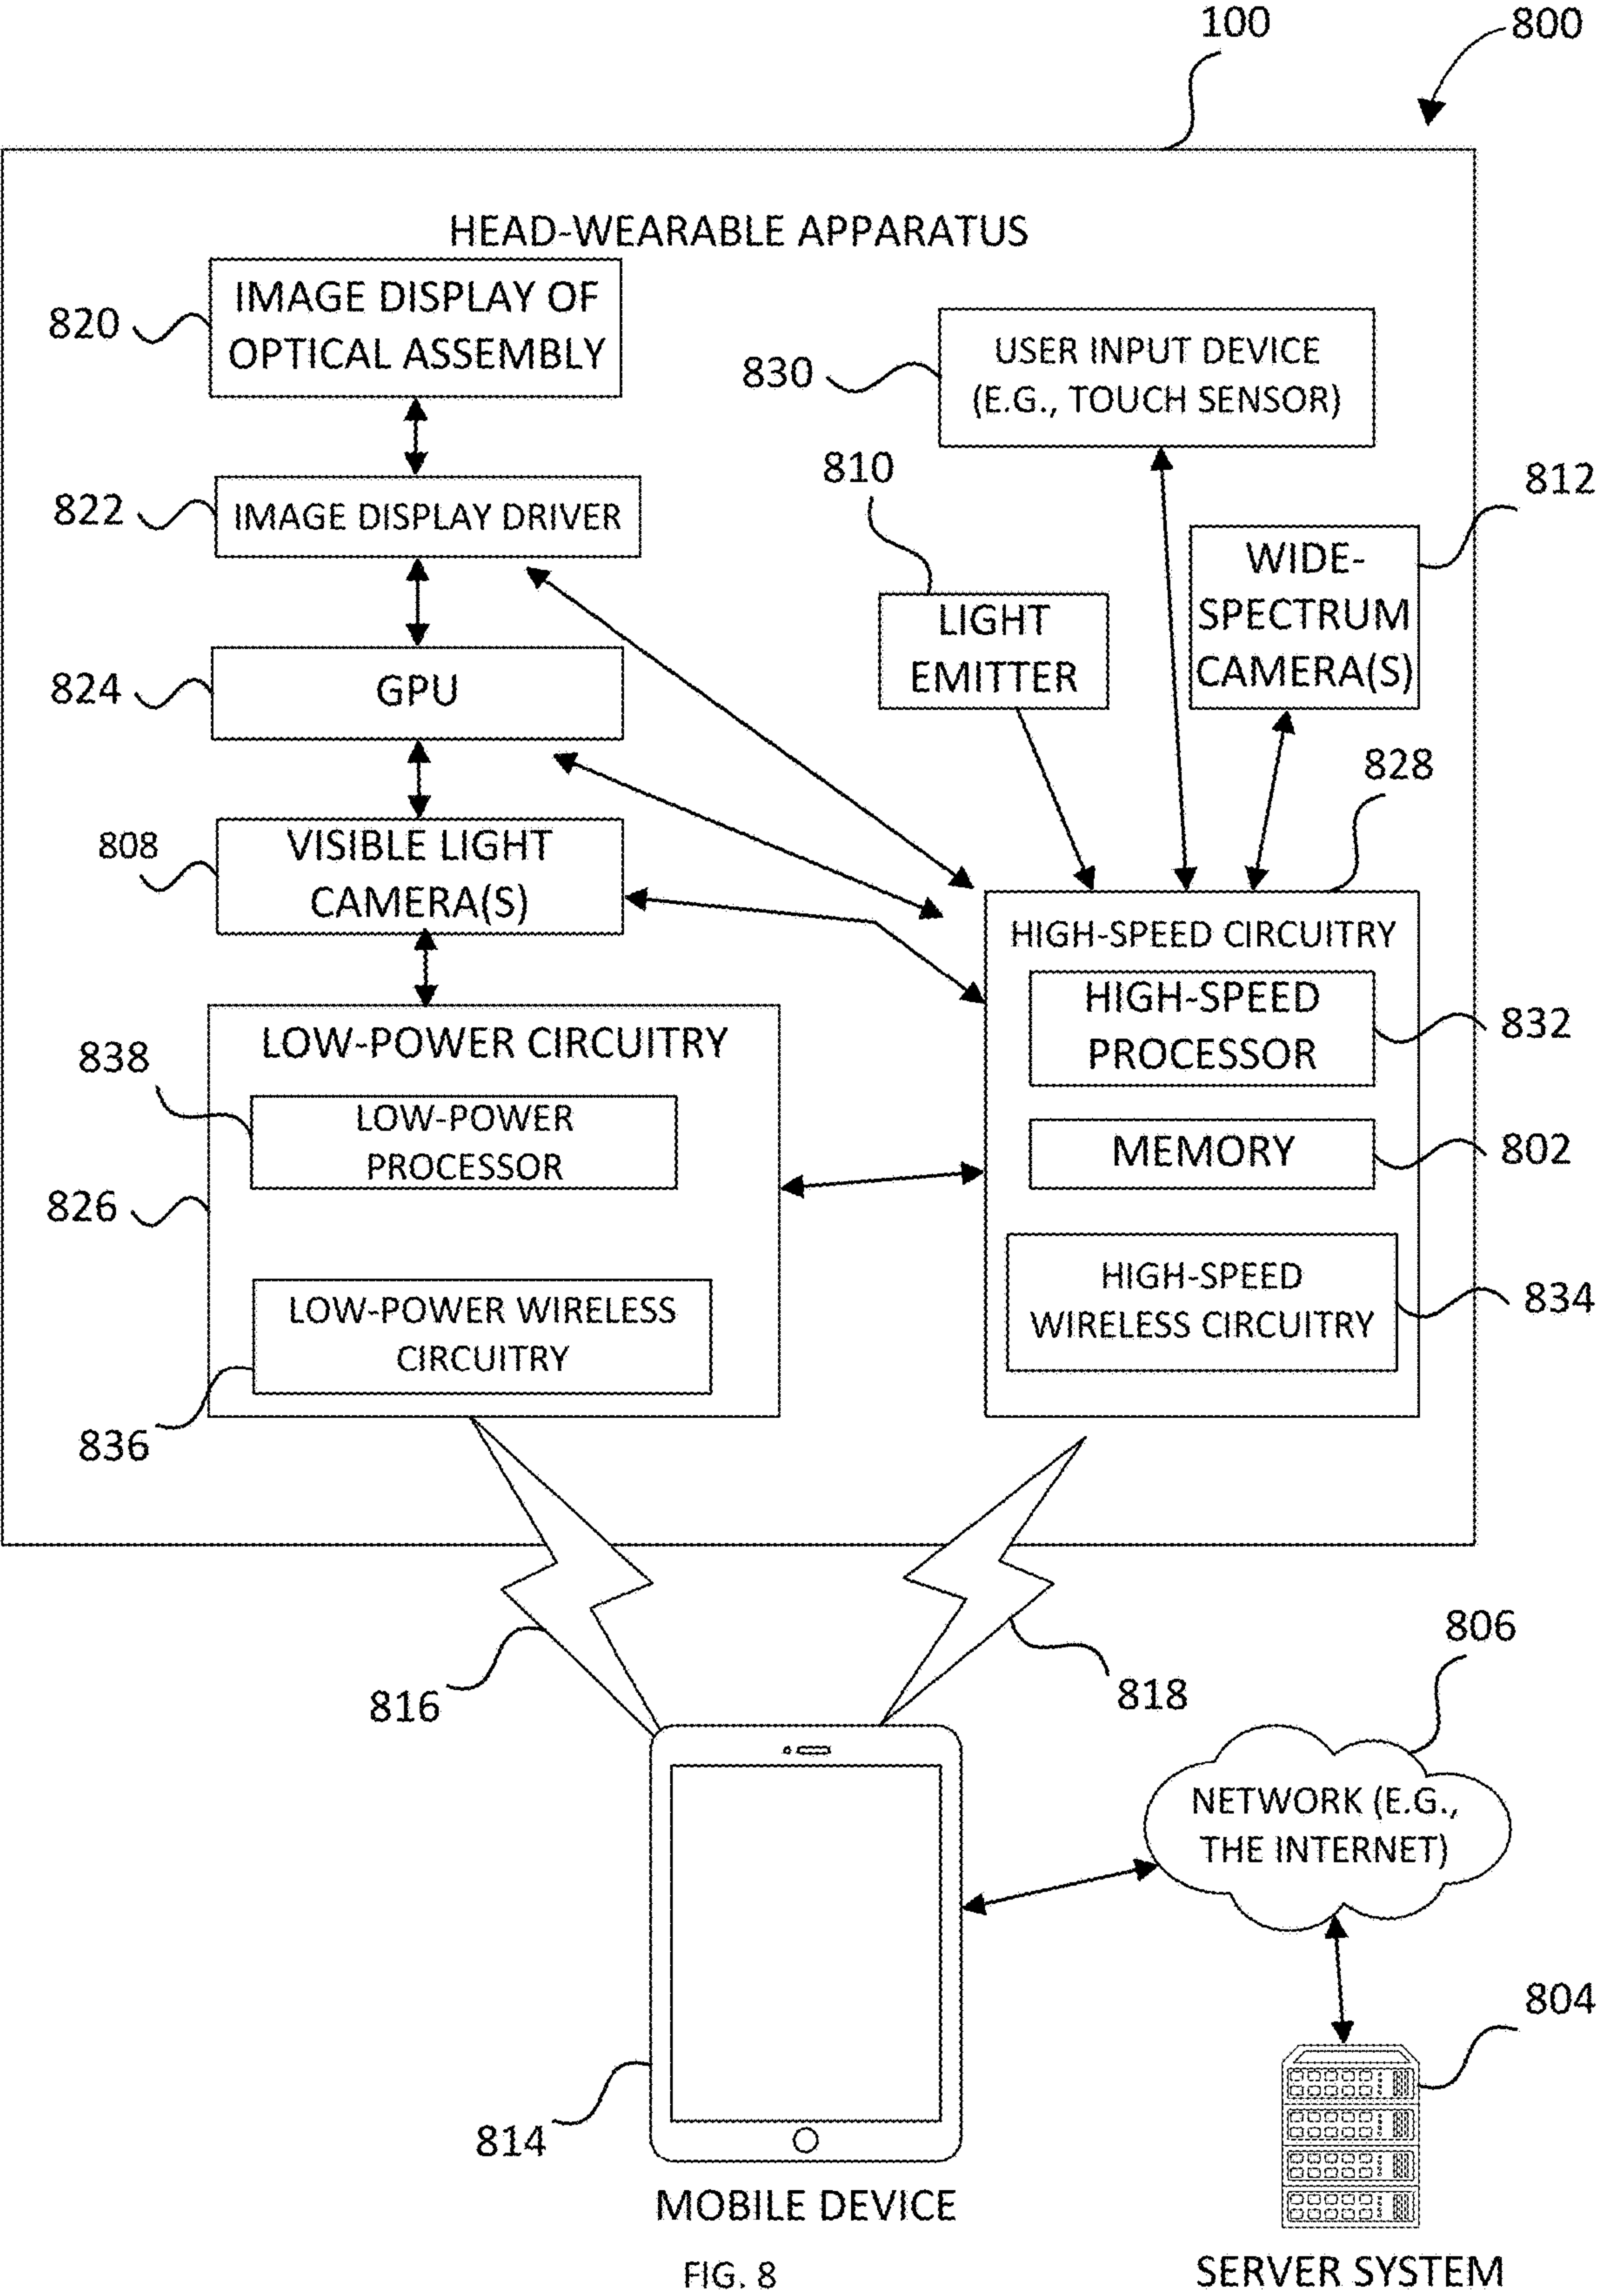 100
800
HEAD-WEARABLE APPARATUS
820
IMAGE DISPLAY OF
OPTICAL ASSEMBLY
830
USER INPUT DEVICE
(E.G., TOUCH SENSOR)
822
IMAGE DISPLAY DRIVER
810
LIGHT
EMITTER
812
WIDE-
SPECTRUM
CAMERA(S)
824
GPU
828
808
VISIBLE LIGHT
CAMERA(S)
HIGH-SPEED CIRCUITRY
HIGH-SPEED
PROCESSOR
832
LOW-POWER CIRCUITRY
838
LOW-POWER
PROCESSOR
MEMORY
802
826
HIGH-SPEED
WIRELESS CIRCUITRY
834
LOW-POWER WIRELESS
CIRCUITRY
836
816
818
806
NETWORK (E.G.,
THE INTERNET)
804
814
MOBILE DEVICE
SERVER SYSTEM
FIG. 8